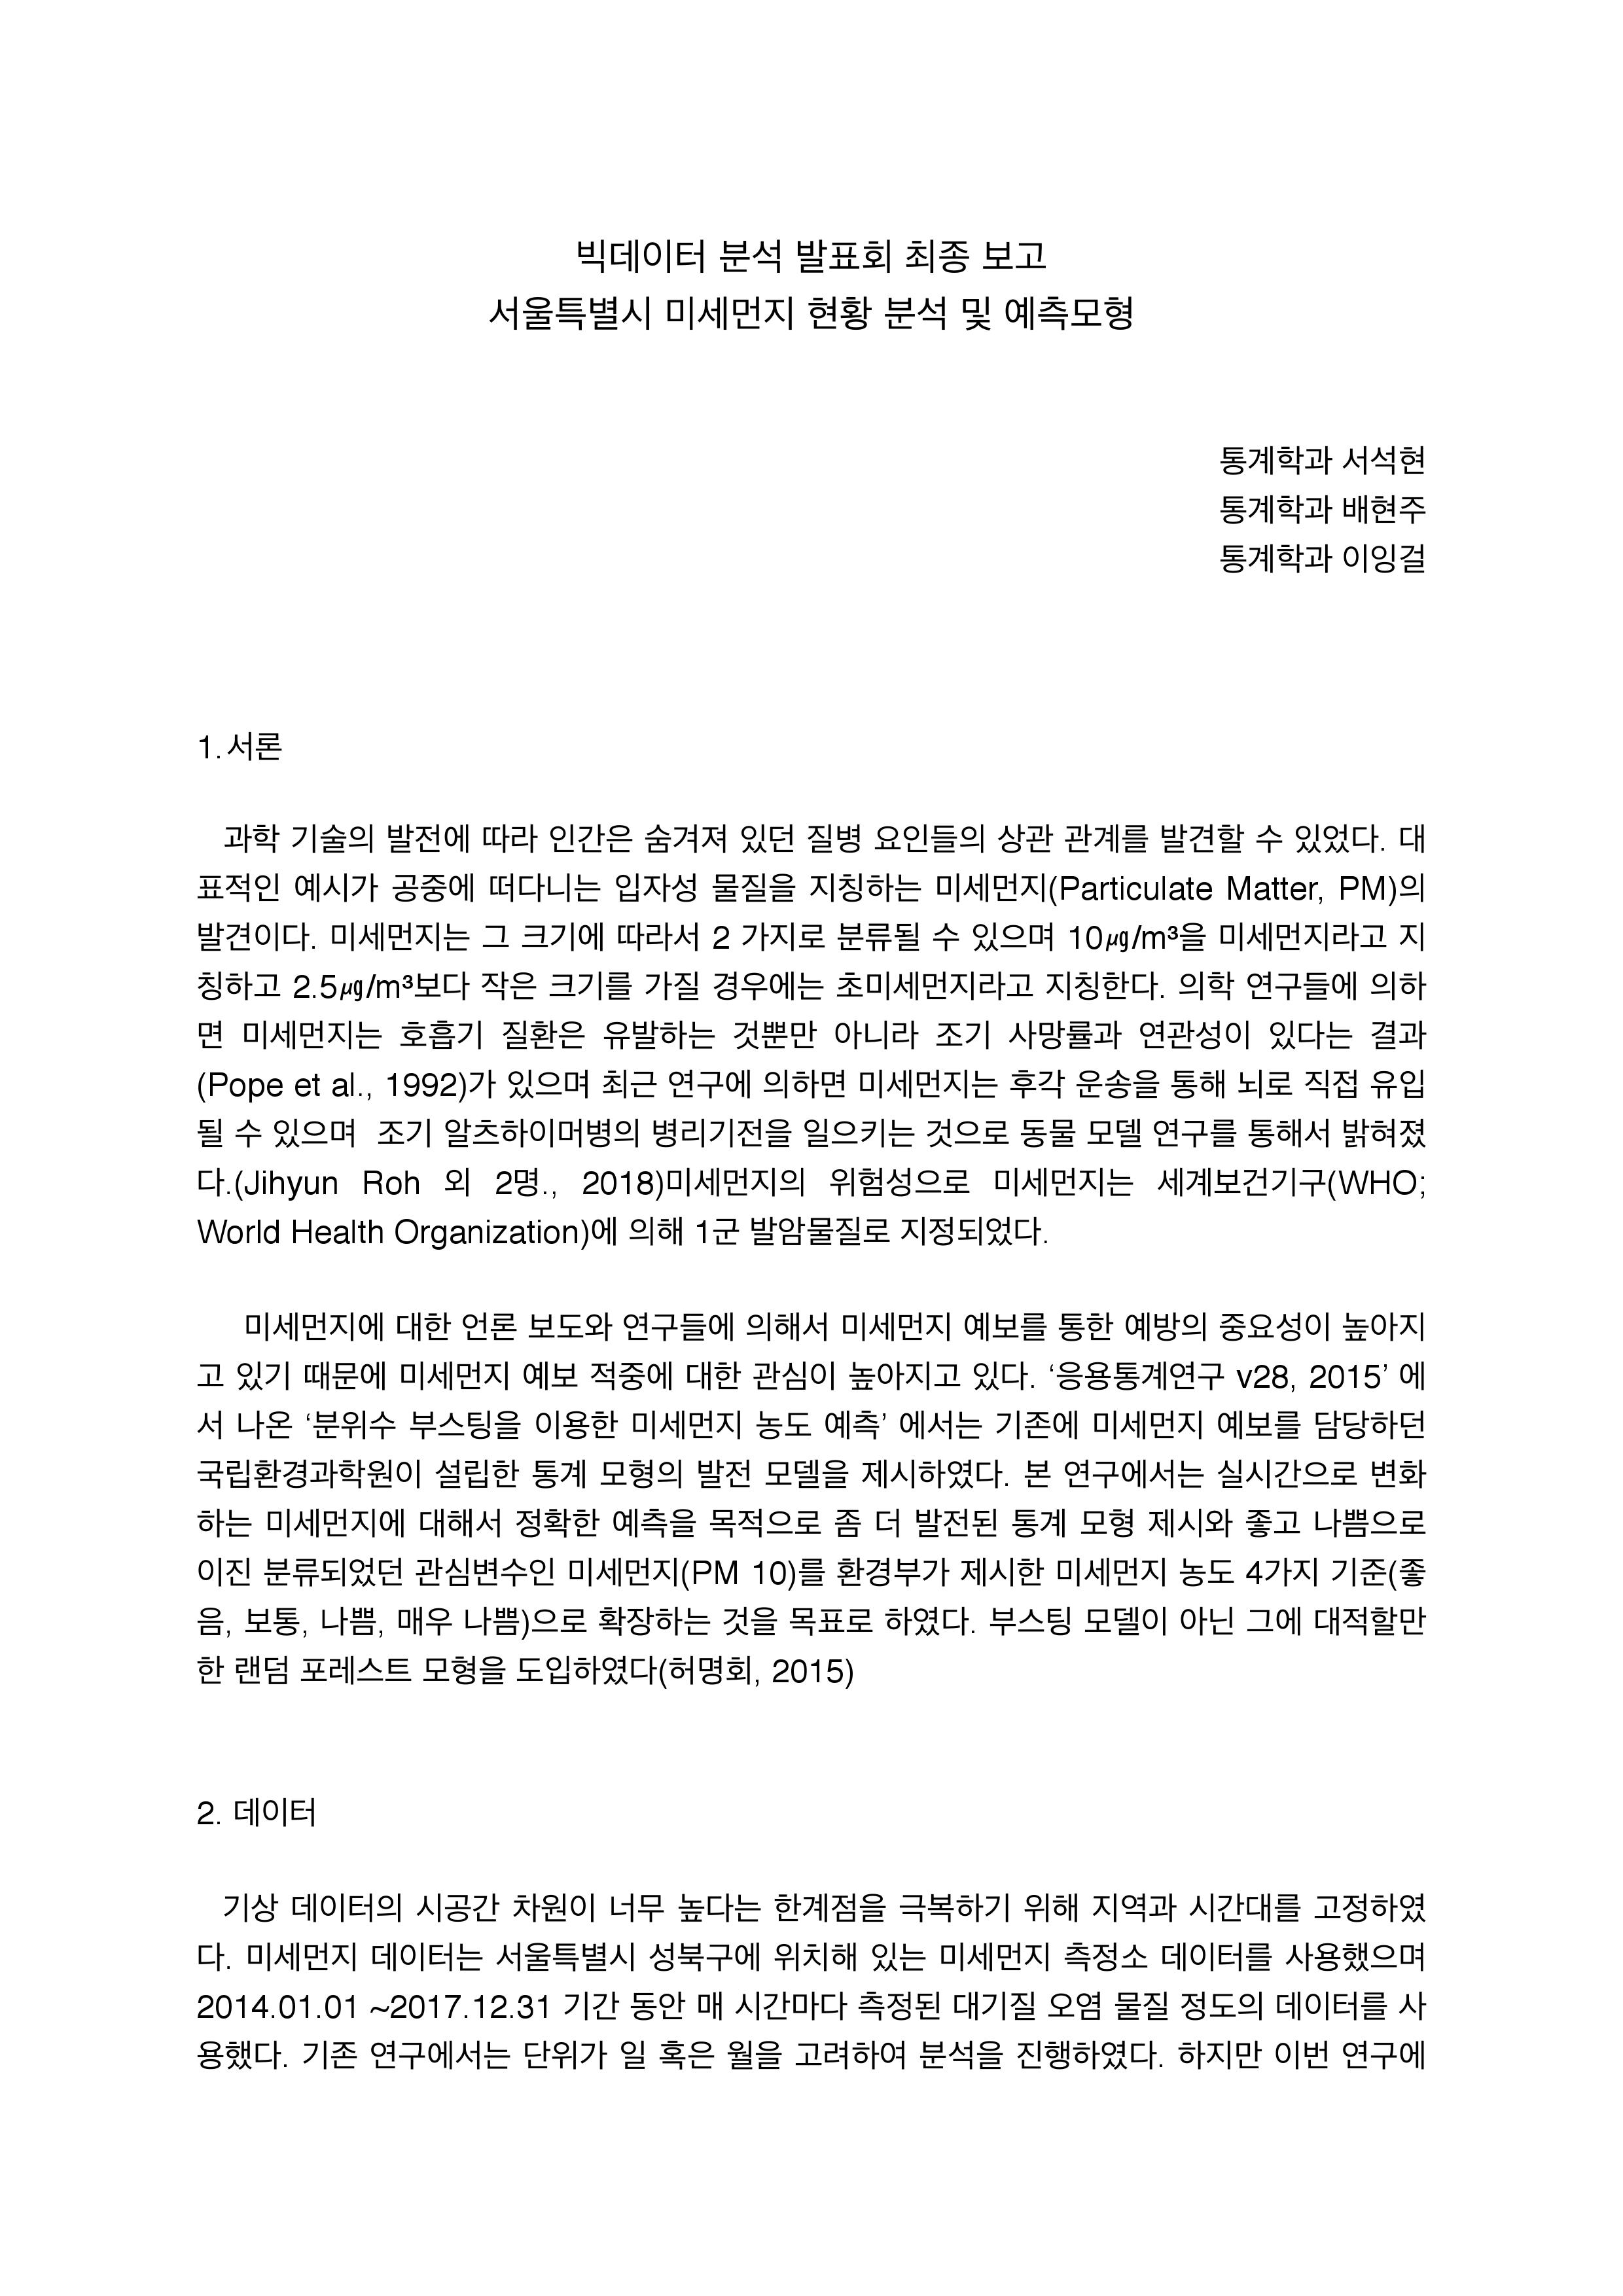 빅데이터 분석 발표회 최종 보고
서울특별시 미세먼지 현황 분석 및 예측모형
통계학과 서석현
통계학과 배현주
통계학과 이잉걸
1. 서론
과학 기술의 발전에 따라 인간은 숨겨져 있던 질병 요인들의 상관 관계를 발견할 수 있었다. 대
표적인 예시가 공중에 떠다니는 입자성 물질을 지칭하는 미세먼지(Particulate Matter, PM)의
발견이다. 미세먼지는 그 크기에 따라서 2 가지로 분류될 수 있으며 10㎍/m³을 미세먼지라고 지
칭하고 2.5㎍/m³보다 작은 크기를 가질 경우에는 초미세먼지라고 지칭한다. 의학 연구들에 의하
면 미세먼지는 호흡기 질환은 유발하는 것뿐만 아니라 조기 사망률과 연관성이 있다는 결과
(Pope et al., 1992)가 있으며 최근 연구에 의하면 미세먼지는 후각 운송을 통해 뇌로 직접 유입
될 수 있으며  조기 알츠하이머병의 병리기전을 일으키는 것으로 동물 모델 연구를 통해서 밝혀졌
다.(Jihyun Roh 외 2명., 2018)미세먼지의 위험성으로 미세먼지는 세계보건기구(WHO;
World Health Organization)에 의해 1군 발암물질로 지정되었다.
미세먼지에 대한 언론 보도와 연구들에 의해서 미세먼지 예보를 통한 예방의 중요성이 높아지
고 있기 때문에 미세먼지 예보 적중에 대한 관심이 높아지고 있다. ‘응용통계연구 v28, 2015’ 에
서 나온 ‘분위수 부스팅을 이용한 미세먼지 농도 예측’ 에서는 기존에 미세먼지 예보를 담당하던
국립환경과학원이 설립한 통계 모형의 발전 모델을 제시하였다. 본 연구에서는 실시간으로 변화
하는 미세먼지에 대해서 정확한 예측을 목적으로 좀 더 발전된 통계 모형 제시와 좋고 나쁨으로
이진 분류되었던 관심변수인 미세먼지(PM 10)를 환경부가 제시한 미세먼지 농도 4가지 기준(좋
음, 보통, 나쁨, 매우 나쁨)으로 확장하는 것을 목표로 하였다. 부스팅 모델이 아닌 그에 대적할만
한 랜덤 포레스트 모형을 도입하였다(허명회, 2015)
2. 데이터
기상 데이터의 시공간 차원이 너무 높다는 한계점을 극복하기 위해 지역과 시간대를 고정하였
다. 미세먼지 데이터는 서울특별시 성북구에 위치해 있는 미세먼지 측정소 데이터를 사용했으며
2014.01.01 ~2017.12.31 기간 동안 매 시간마다 측정된 대기질 오염 물질 정도의 데이터를 사
용했다. 기존 연구에서는 단위가 일 혹은 월을 고려하여 분석을 진행하였다. 하지만 이번 연구에